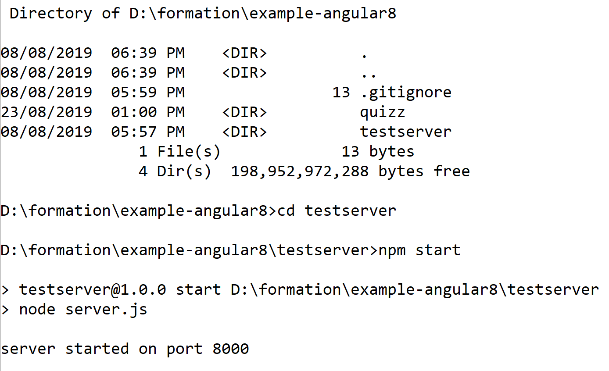 Directory of D:\formation\example-angular8
08/08/2019  06:39 PM    <DIR>          .
08/08/2019  06:39 PM    <DIR>          ..
08/08/2019  05:59 PM                13 .gitignore
23/08/2019  01:00 PM    <DIR>          quizz
08/08/2019  05:57 PM    <DIR>          testserver
1 File(s)             13 bytes
4 Dir(s)  198,952,972,288 bytes free
D:\formation\example-angular8>cd testserver
D:\formation\example-angular8\testserver>npm start
> testserver@1.0.0 start D:\formation\example-angular8\testserver
> node server.js
server started on port 8000